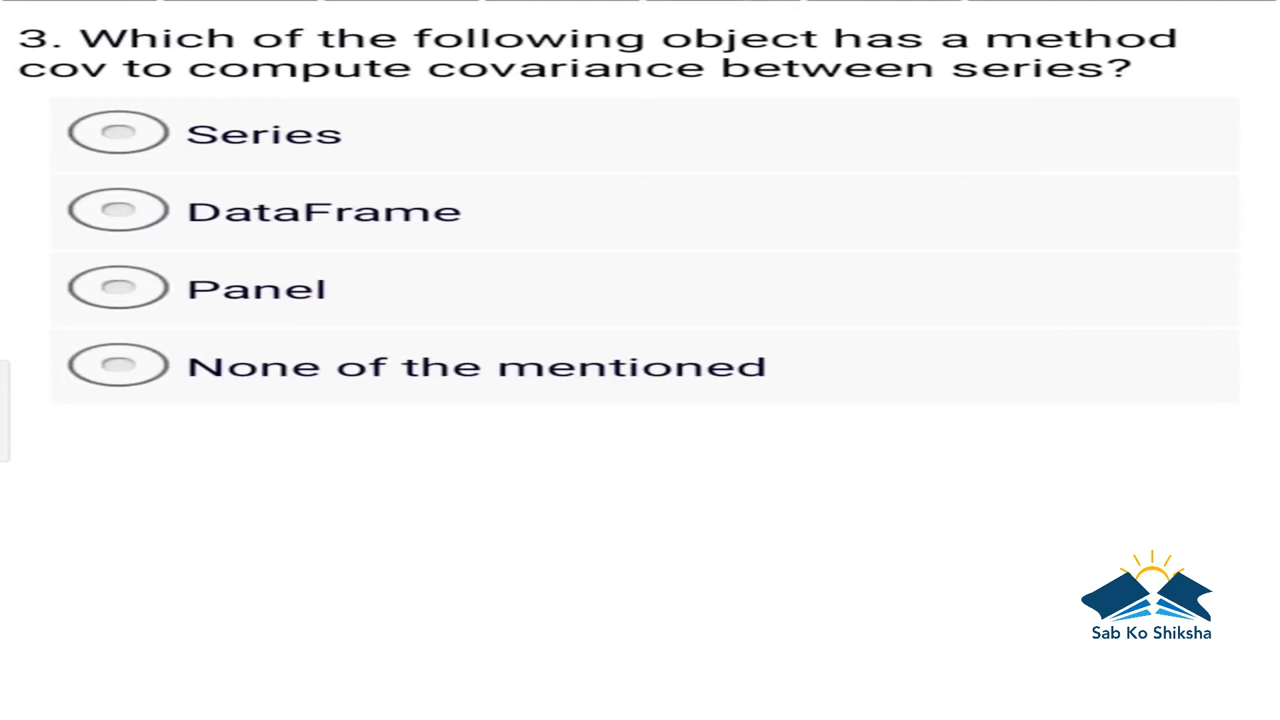 3. Which of the following object has a method
cov to compute covariance between series?
Series
DataFrame
Panel
None of the mentioned
Sab Ko Shiksha